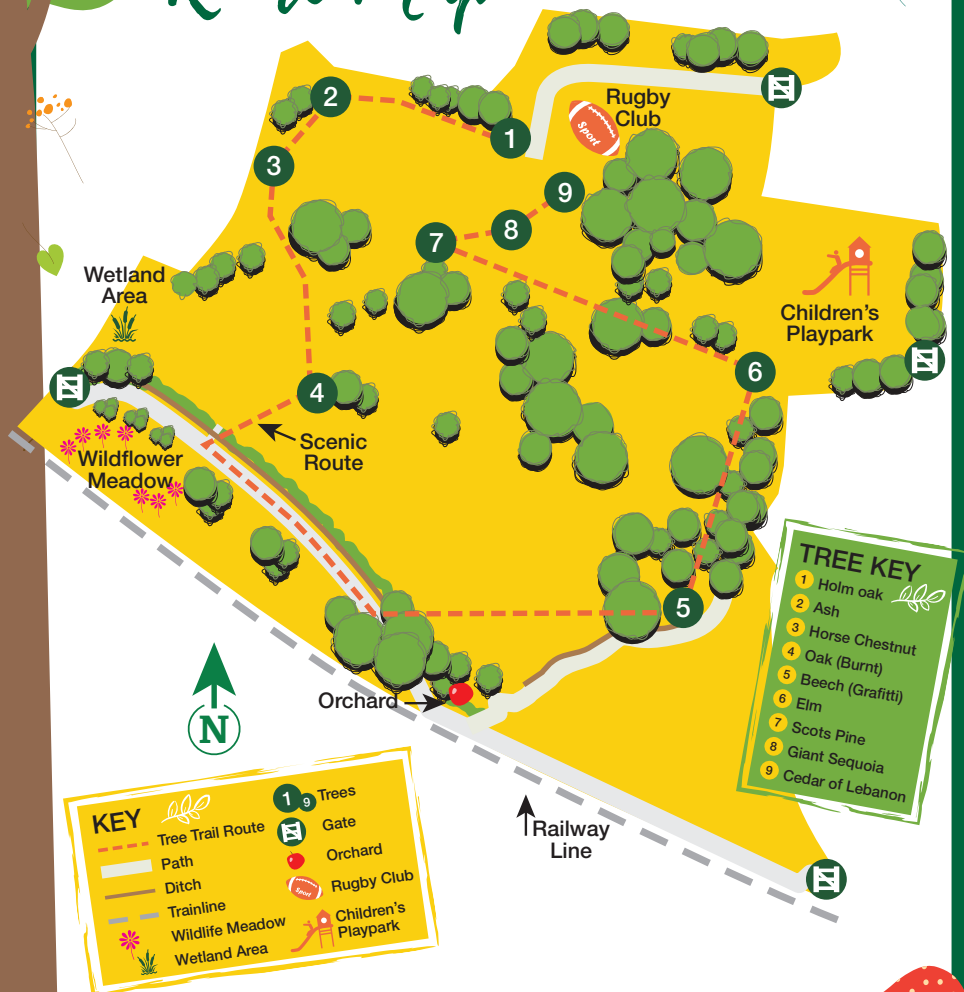 2
1
Rugby
Club
Sport
3
9
8
7
Wetland
Area
Children's
Playpark
6
4
Scenic
Route
Wildflower
Meadow
5
Orchard
N
Railway
Line
TREE KEY
1 Holm oak
2 Ash
3 Horse Chestnut
4 Oak (Burnt)
5 Beech (Grafitti)
6 Elm
7 Scots Pine
8 Giant Sequoia
9 Cedar of Lebanon
KEY
Tree Trail Route
Path
Ditch
Trainline
Wildlife Meadow
Wetland Area
1 9 Trees
Gate
Orchard
Sport Rugby Club
Children's
Playpark